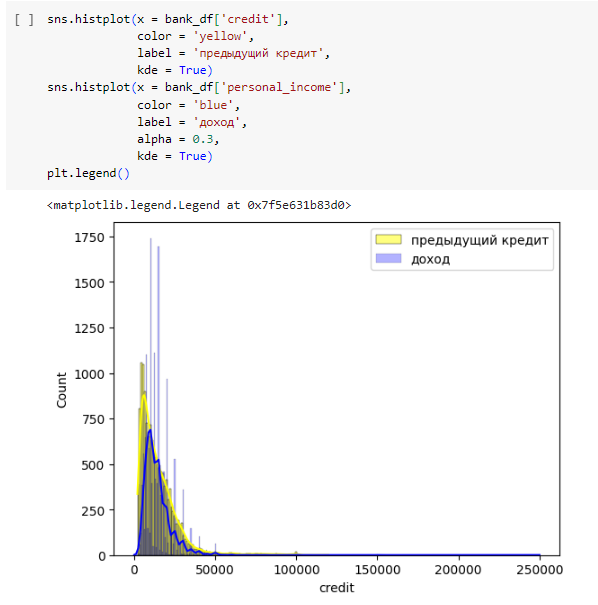 [ ] sns.histplot(x = bank_df['credit'],
color = 'yellow',
label = 'предыдущий кредит',
kde = True)
sns.histplot(x = bank_df['personal_income'],
color = 'blue',
label = 'доход',
alpha = 0.3,
kde = True)
plt.legend()
<matplotlib.legend.Legend at 0x7f5e631b83d0>
предыдущий кредит
доход
1750
1500
1250
1000
750
500
250
0
Count
0 50000 100000 150000 200000 250000
credit